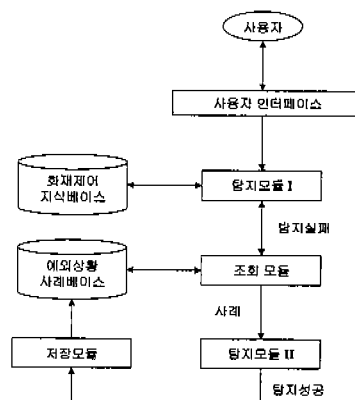 사용자
사용자 인터페이스
화재제어
지식베이스
탐지모듈 I
탐지실패
예외상황
사례베이스
조회 모듈
사례
저장모듈
탐지모듈 II
탐지성공